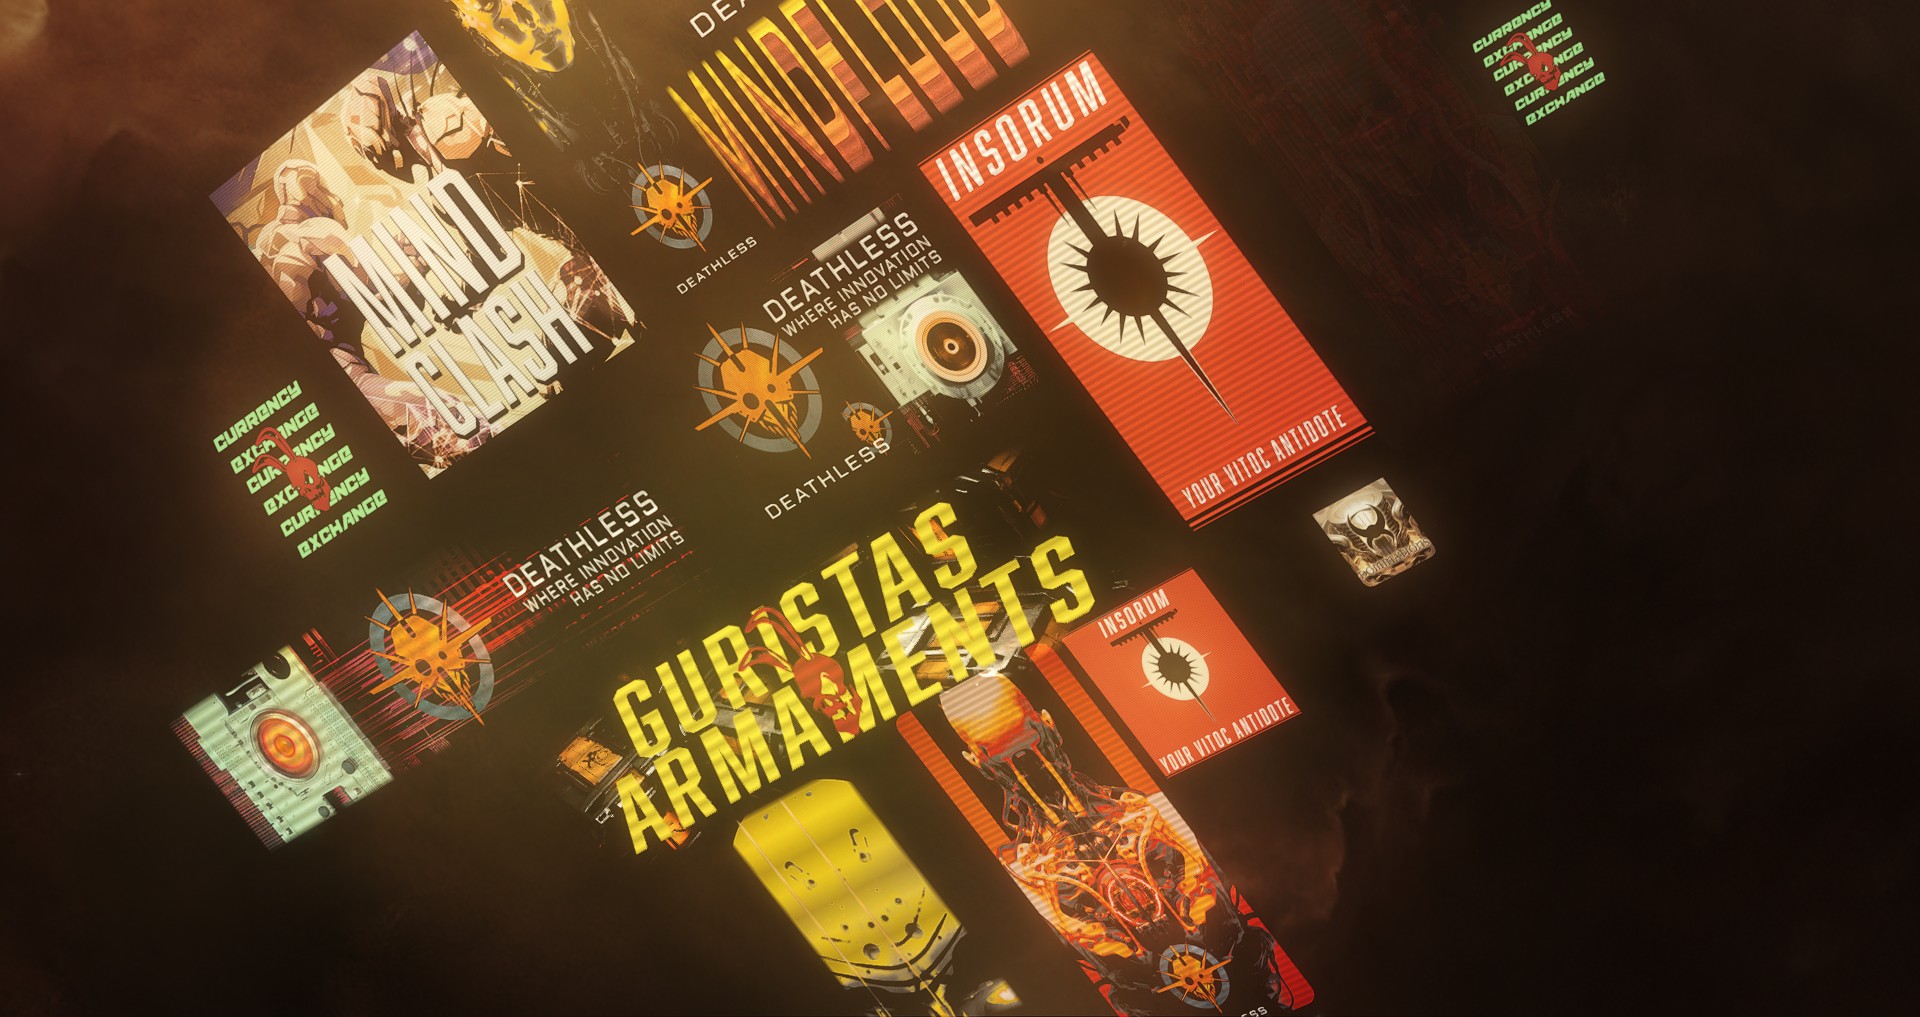 DEA
MINDFLOOD
MIND
CLASH
DEATHLESS
INSORUM
YOUR VITOC ANTIDOTE
CURRENCY
EXCHANGE
CURRENCY
EXCHANGE
CURRENCY
EXCHANGE
DEATHLESS
WHERE INNOVATION
HAS NO LIMITS
DEATHLESS
CURRENCY
EXCHANGE
CURRENCY
EXCHANGE
CURRENCY
EXCHANGE
DEATHLESS
WHERE INNOVATION
HAS NO LIMITS
DEATHLESS
GURISTAS
ARMAMENTS
INSORUM
YOUR VITOC ANTIDOTE
ESS